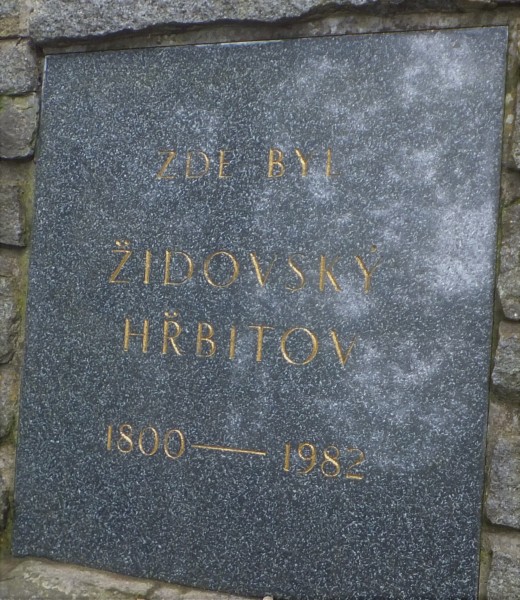 ZDE BYL
ŽIDOVSKÝ
HŘBITOV
1800 — 1982